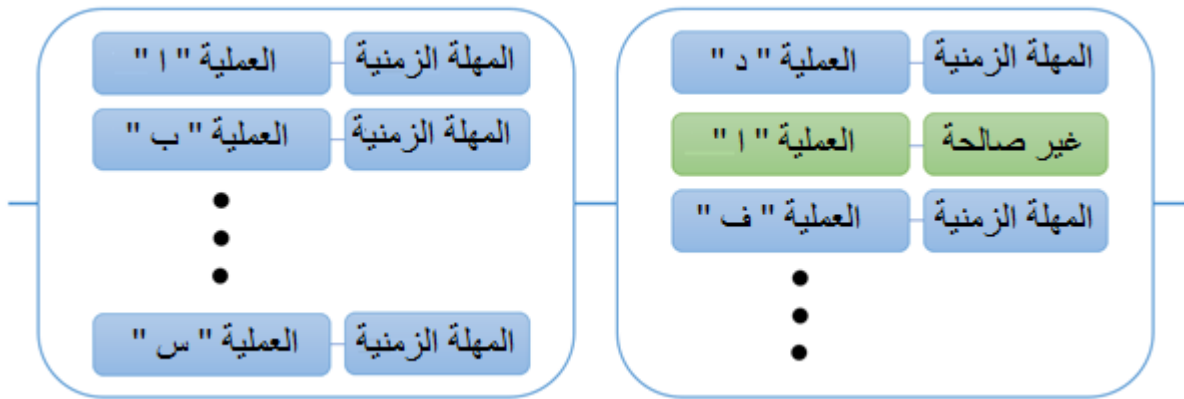 المهلة الزمنية العملية " د "
غير صالحة العملية " ا "
المهلة الزمنية العملية " ف "
المهلة الزمنية العملية " ا "
المهلة الزمنية العملية " ب "
المهلة الزمنية العملية " س "